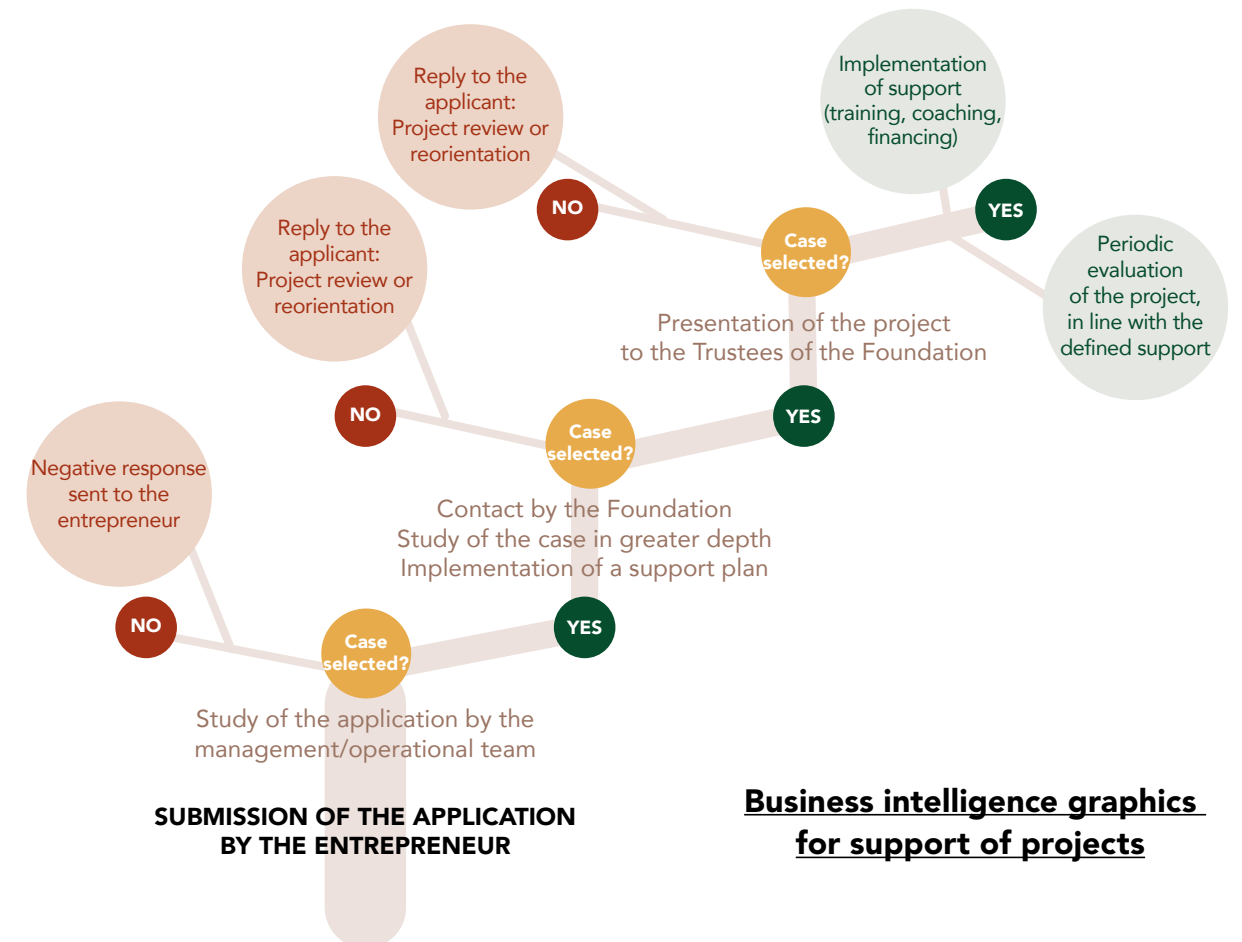 Reply to the
applicant:
Project review or
reorientation
Implementation
of support
(training, coaching,
financing)
NO
YES
Case
selected?
Periodic
evaluation
of the project,
in line with the
defined support
Reply to the
applicant:
Project review or
reorientation
Presentation of the project
to the Trustees of the Foundation
NO
YES
Case
selected?
Negative response
sent to the
entrepreneur
Contact by the Foundation
Study of the case in greater depth
Implementation of a support plan
NO
YES
Case
selected?
Study of the application by the
management/operational team
SUBMISSION OF THE APPLICATION
BY THE ENTREPRENEUR
Business intelligence graphics
for support of projects